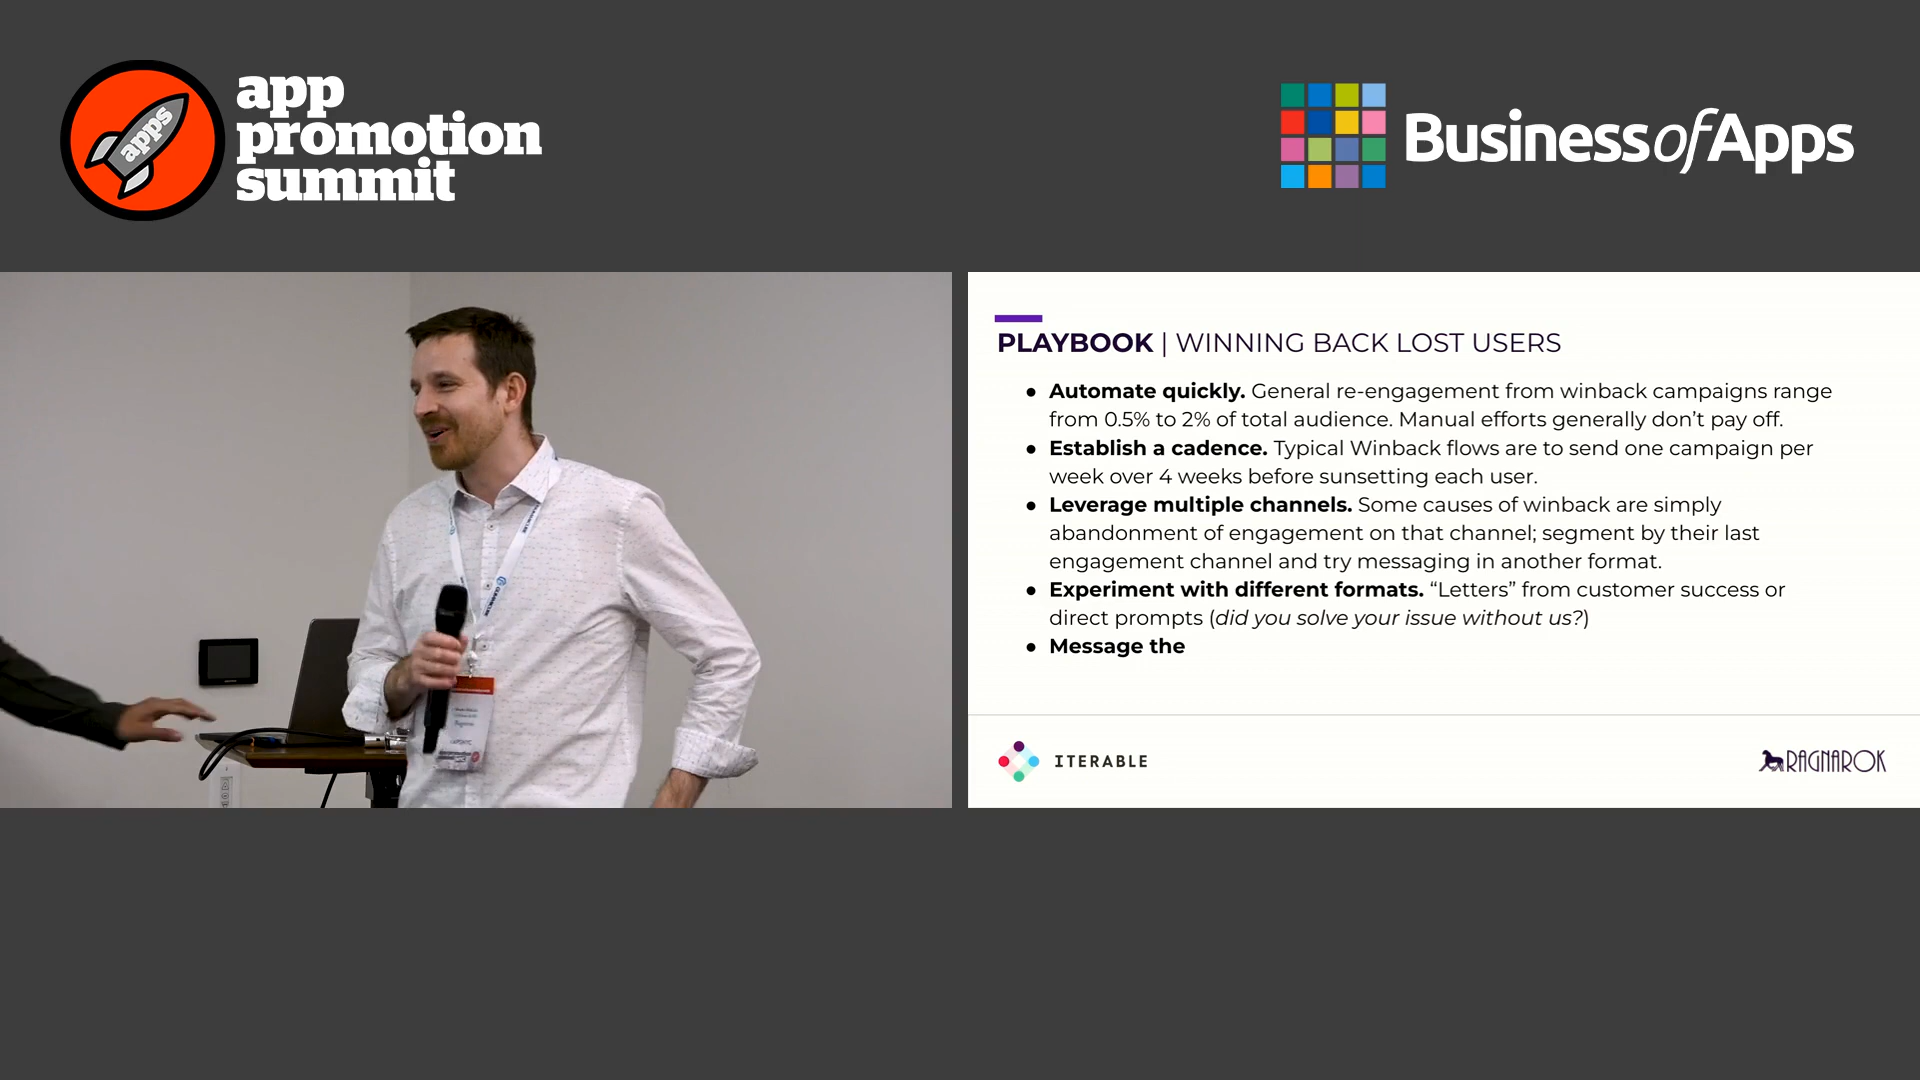 apps
app
promotion
summit
BusinessofApps
PLAYBOOK | WINNING BACK LOST USERS
● Automate quickly. General re-engagement from winback campaigns range
from 0.5% to 2% of total audience. Manual efforts generally don’t pay off.
● Establish a cadence. Typical Winback flows are to send one campaign per
week over 4 weeks before sunsetting each user.
● Leverage multiple channels. Some causes of winback are simply
abandonment of engagement on that channel; segment by their last
engagement channel and try messaging in another format.
● Experiment with different formats. “Letters” from customer success or
direct prompts (did you solve your issue without us?)
● Message the
ITERABLE
RAGNAROK